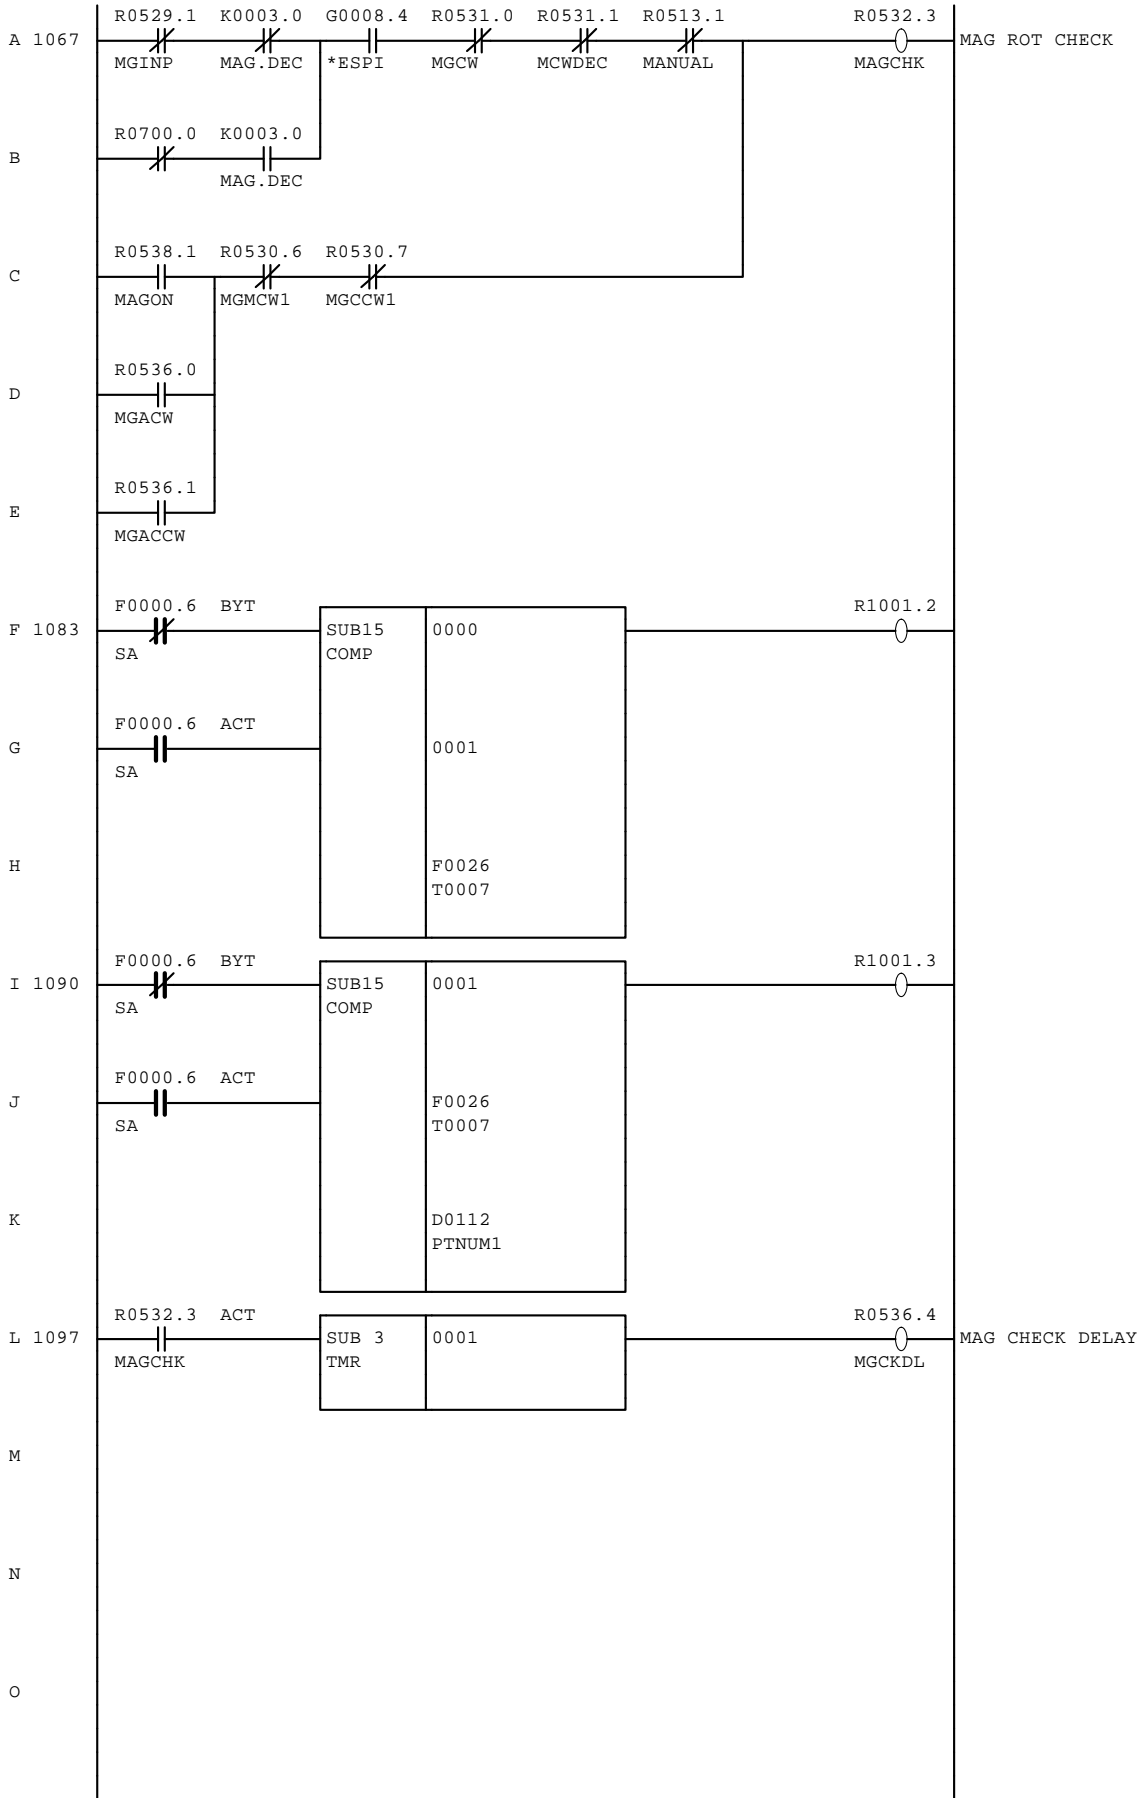 R0529.1 K0003.0 G0008.4 R0531.0 R0531.1 R0513.1 R0532.3
A 1067 MAG ROT CHECK
MGINP MAG.DEC *ESPI MGCW MCWDEC MANUAL MAGCHK
R0700.0 K0003.0
B
MAG.DEC
R0538.1 R0530.6 R0530.7
C
MAGON MGMCW1 MGCCW1
R0536.0
D
MGACW
R0536.1
E
MGACCW
F0000.6 BYT R1001.2
F 1083 SUB15 0000
SA COMP
F0000.6 ACT
G 0001
SA
H F0026
T0007
F0000.6 BYT R1001.3
I 1090 SUB15 0001
SA COMP
F0000.6 ACT
J F0026
SA T0007
K D0112
PTNUM1
R0532.3 ACT R0536.4
L 1097 SUB 3 0001 MAG CHECK DELAY
MAGCHK TMR MGCKDL
M
N
O